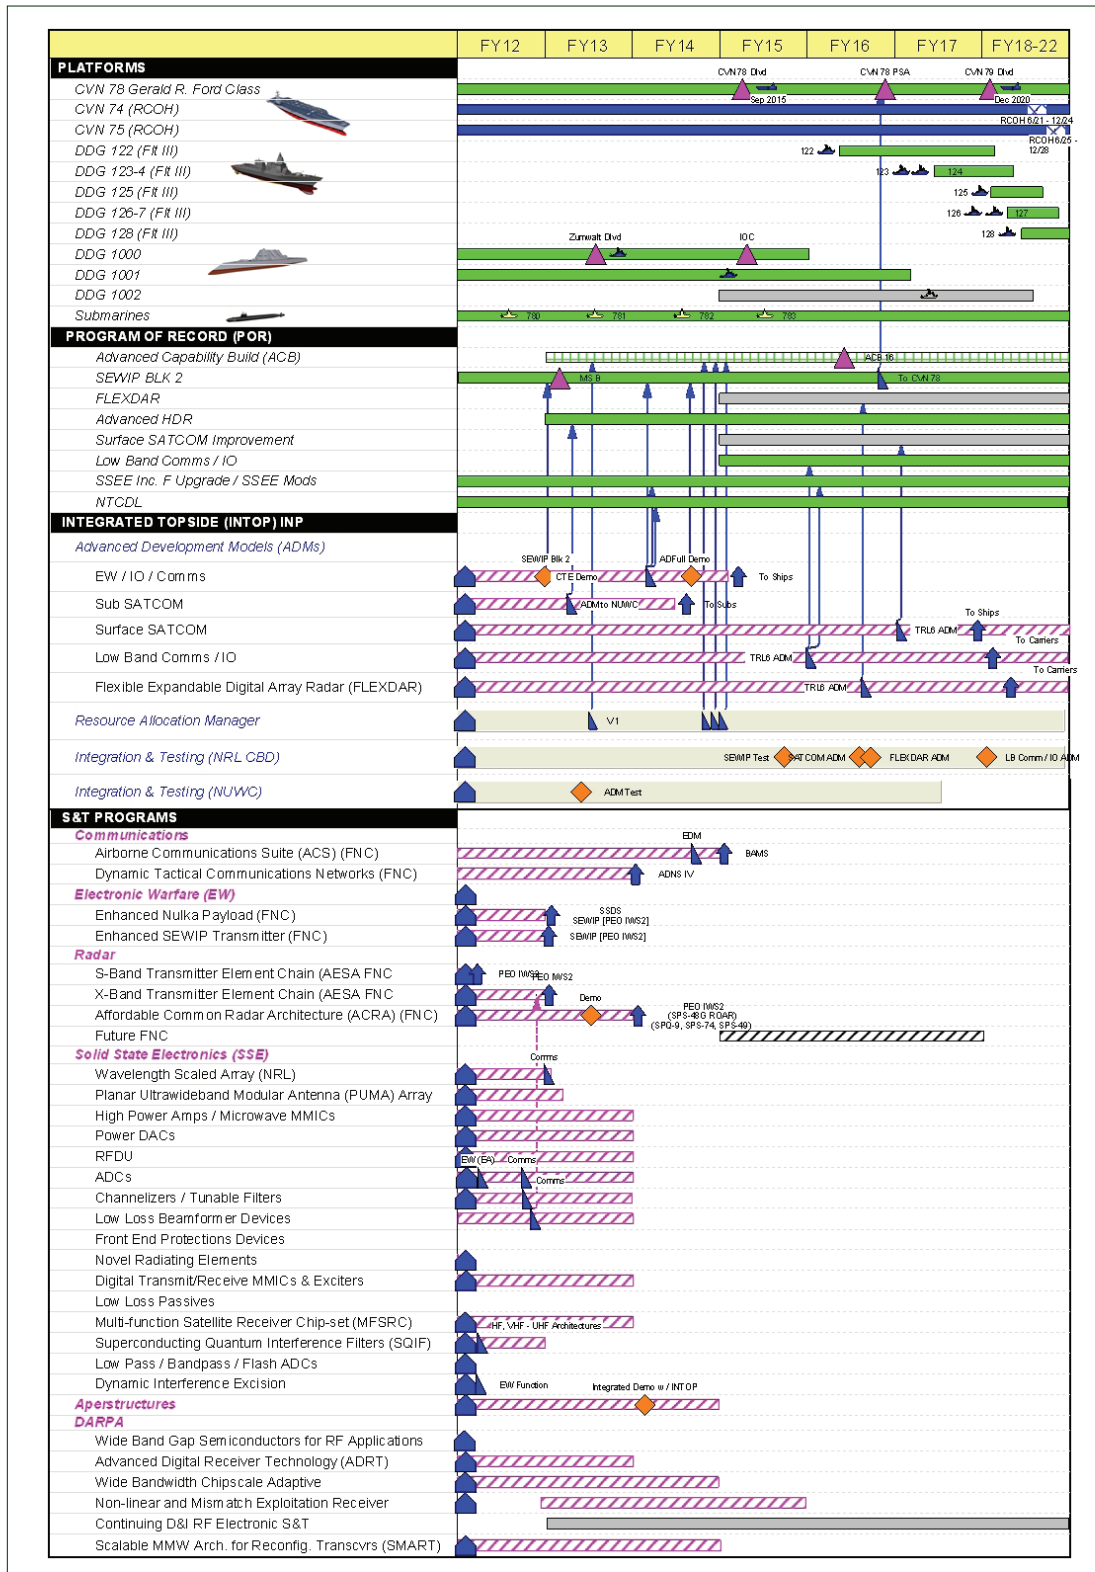 FY12 FY13 FY14 FY15 FY16 FY17 FY18-22
PLATFORMS
CVN 78 Dlvd CVN 78 PSA CVN 79 Dlvd
CVN 78 Gerald R. Ford Class
Sep 2015 Dec 2020
CVN 74 (RCOH)
RCOH 6/21 - 12/24
CVN 75 (RCOH)
RCOH 6/25 -
12/28
DDG 122 (Flt III) 122
DDG 123-4 (Flt III) 123 124
DDG 125 (Flt III) 125
DDG 126-7 (Flt III) 126 127
DDG 128 (Flt III) 128
Zumwalt Dlvd IOC
DDG 1000
DDG 1001
DDG 1002
Submarines 780 781 782 783
PROGRAM OF RECORD (POR)
Advanced Capability Build (ACB) ACB 16
SEWIP BLK 2 MS B To CVN 78
FLEXDAR
Advanced HDR
Surface SATCOM Improvement
Low Band Comms / IO
SSEE Inc. F Upgrade / SSEE Mods
NTCDL
INTEGRATED TOPSIDE (INTOP) INP
Advanced Development Models (ADMs)
SEWIP Blk 2 ADFull Demo
EW / IO / Comms CTE Demo To Ships
Sub SATCOM ADM to NUWC To Subs
To Ships
Surface SATCOM TRL6 ADM
To Carriers
Low Band Comms / IO TRL6 ADM
To Carriers
Flexible Expandable Digital Array Radar (FLEXDAR) TRL6 ADM
Resource Allocation Manager V1
Integration & Testing (NRL CBD) SEWIP Test SATCOM ADM FLEXDAR ADM LB Comm / IO ADM
Integration & Testing (NUWC) ADM Test
S&T PROGRAMS
Communications
EDM
Airborne Communications Suite (ACS) (FNC) BAMS
Dynamic Tactical Communications Networks (FNC) ADNS IV
Electronic Warfare (EW)
SSDS
Enhanced Nulka Payload (FNC) SEWIP [PEO IWS2]
Enhanced SEWIP Transmitter (FNC) SEWIP [PEO IWS2]
Radar
S-Band Transmitter Element Chain (AESA FNC PEO IWS2
PEO IWS2
X-Band Transmitter Element Chain (AESA FNC
Demo PEO IWS2
Affordable Common Radar Architecture (ACRA) (FNC) (SPS-48G ROAR)
(SPQ-9, SPS-74, SPS-49)
Future FNC
Solid State Electronics (SSE)
Comms
Wavelength Scaled Array (NRL)
Planar Ultrawideband Modular Antenna (PUMA) Array
High Power Amps / Microwave MMICs
Power DACs
RFDU
EW (EA) Comms
ADCs Comms
Channelizers / Tunable Filters
Low Loss Beamformer Devices
Front End Protections Devices
Novel Radiating Elements
Digital Transmit/Receive MMICs & Exciters
Low Loss Passives
Multi-function Satellite Receiver Chip-set (MFSRC) HF, VHF - UHF Architectures
Superconducting Quantum Interference Filters (SQIF)
Low Pass / Bandpass / Flash ADCs
Dynamic Interference Excision EW Function Integrated Demo w / INTOP
Aperstructures
DARPA
Wide Band Gap Semiconductors for RF Applications
Advanced Digital Receiver Technology (ADRT)
Wide Bandwidth Chipscale Adaptive
Non-linear and Mismatch Exploitation Receiver
Continuing D&I RF Electronic S&T
Scalable MMW Arch. for Reconfig. Transcvrs (SMART)